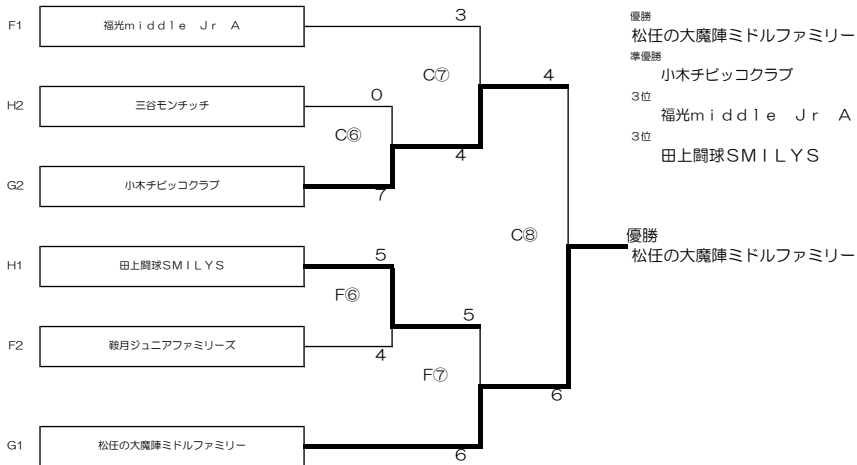 F1 福光ｍｉｄｄｌｅ　Ｊｒ　Ａ
3
優勝
松任の大魔陣ミドルファミリー
準優勝
小木チビッコクラブ
3位
福光ｍｉｄｄｌｅ　Ｊｒ　Ａ
3位
田上闘球ＳＭＩＬＹＳ
C⑦
4
H2 三谷モンチッチ
0
C⑥
4
G2 小木チビッコクラブ
7
C⑧
優勝
松任の大魔陣ミドルファミリー
H1 田上闘球ＳＭＩＬＹＳ
5
F⑥
5
F2 鞍月ジュニアファミリーズ
4
F⑦
6
G1 松任の大魔陣ミドルファミリー
6